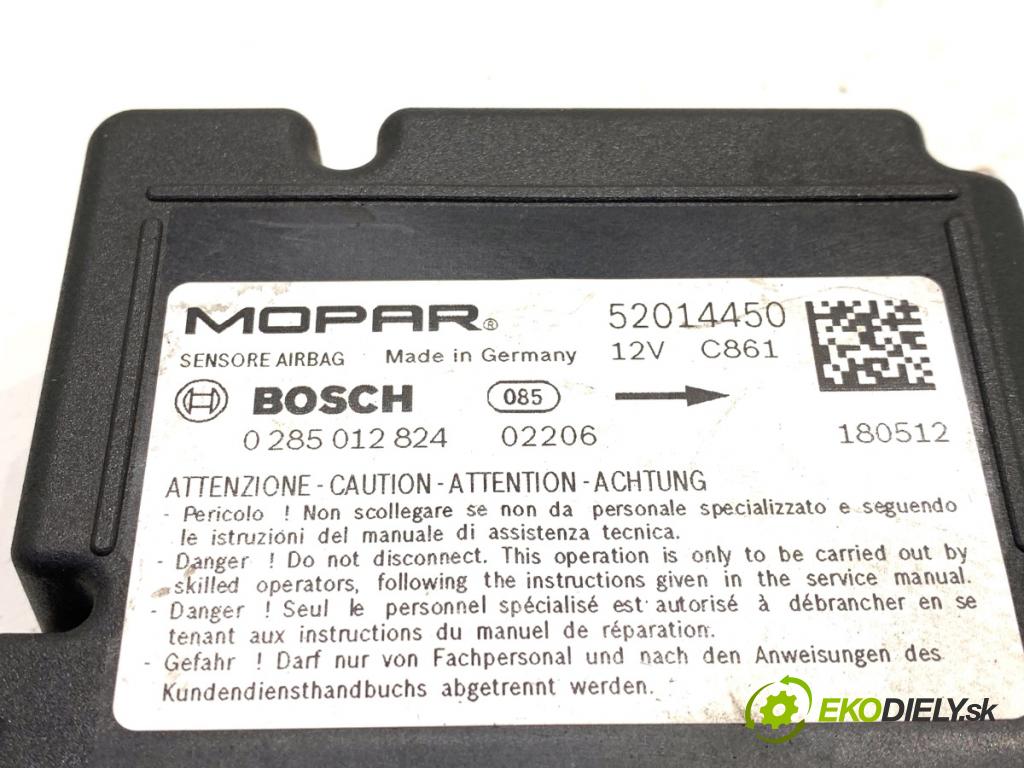 MOPAR® 52014450
SENSORE AIRBAG Made in Germany 12V C861
BOSCH 085
0 285 012 824 02206 180512
ATTENZIONE - CAUTION - ATTENTION - ACHTUNG
- Pericolo ! Non scollegare se non da personale specializzato e seguendo
le istruzioni del manuale di assistenza tecnica.
- Danger ! Do not disconnect. This operation is only to be carried out by
skilled operators, following the instructions given in the service manual.
- Danger ! Seul le personnel spécialisé est autorisé à débrancher en se
tenant aux instructions du manuel de réparation.
- Gefahr ! Darf nur von Fachpersonal und nach den Anweisungen des
Kundendiensthandbuchs abgetrennt werden.
EKODIELY.sk